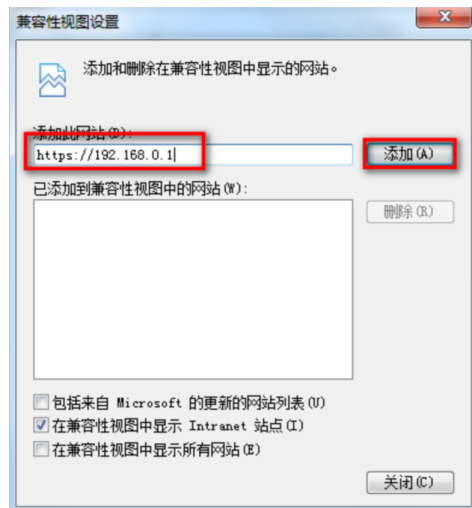 兼容性视图设置
添加和删除在兼容性视图中显示的网站。
添加此网站(D):
https://192.168.0.1
添加(A)
已添加到兼容性视图中的网站(W):
删除(R)
包括来自 Microsoft 的更新的网站列表(U)
在兼容性视图中显示 Intranet 站点(I)
在兼容性视图中显示所有网站(E)
关闭(C)